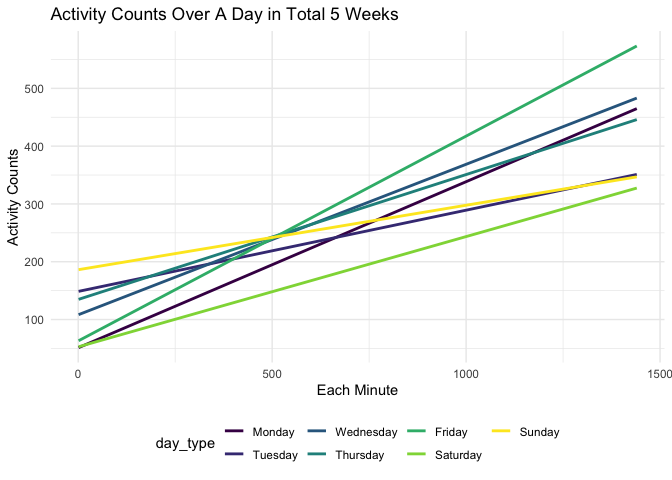 Activity Counts Over A Day in Total 5 Weeks
500
400
300
200
100
Activity Counts
0 500 1000 1500
Each Minute
day_type
Monday Wednesday Friday Sunday
Tuesday Thursday Saturday